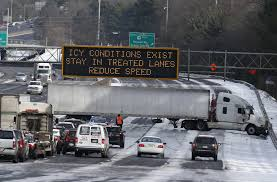 ICY CONDITIONS EXIST
STAY IN TREATED LANES
REDUCE SPEED